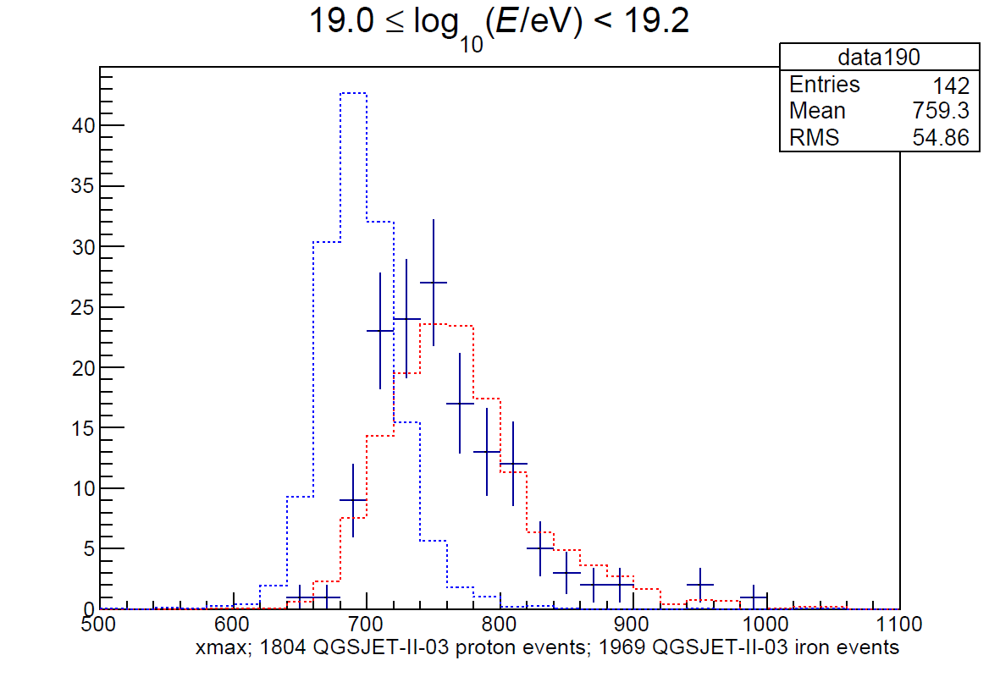 19.0 ≤ log10(E/eV) < 19.2
data190
Entries 142
Mean 759.3
RMS 54.86
40
35
30
25
20
15
10
5
0
500 600 700 800 900 1000 1100
xmax; 1804 QGSJET-II-03 proton events; 1969 QGSJET-II-03 iron events